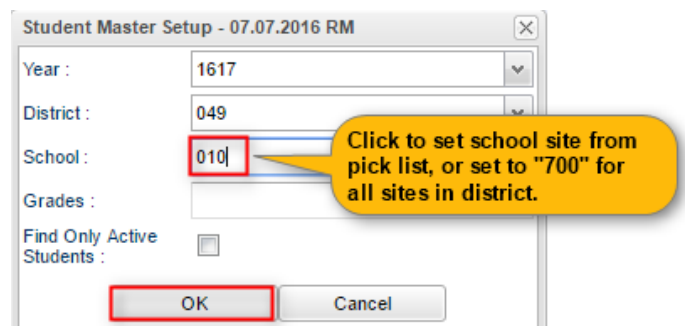 Student Master Setup - 07.07.2016 RM
Year : 1617
District : 049
School : 010
Click to set school site from
pick list, or set to "700" for
all sites in district.
Grades :
Find Only Active
Students :
OK Cancel